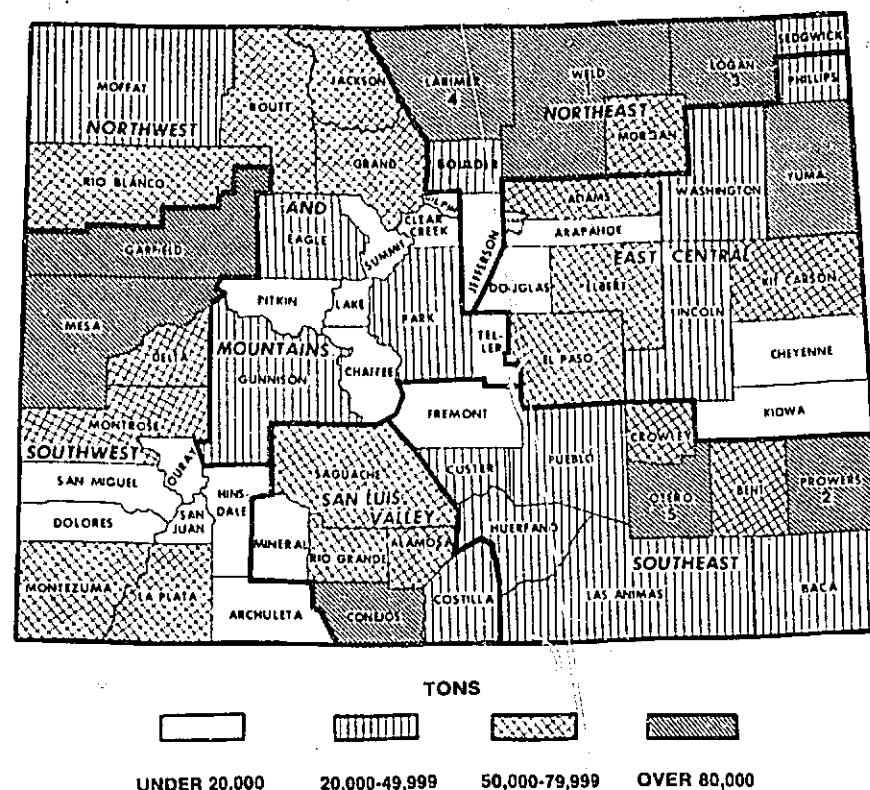 SEDGWICK
LOGAN
3
WELD
1
JACKSON
LARIMER
4
PHILLIPS
MOFFAT
ROUTT
NORTHEAST
NORTHWEST
MORGAN
GRAND
BOULDER
RIO BLANCO
WASHINGTON
YUMA
ADAMS
AND
EAGLE
CLEAR
CREEK
ARAPAHOE
GARFIELD
SUMMIT
JEFFERSON
EAST CENTRAL
DOUGLAS
ELBERT
KIT CARSON
PITKIN
LAKE
PARK
LINCOLN
MESA
TEL-
LER
MOUNTAINS
DELTA
GUNNISON
CHAFFEE
EL PASO
CHEYENNE
FREMONT
KIOWA
MONTROSE
CROWLEY
SOUTHWEST
OURAY
PUEBLO
SAN MIGUEL
HINS-
DALE
SAGUACHE
CUSTER
OTERO
5
BENT
PROWERS
2
SAN LUIS
VALLEY
DOLORES
SAN
JUAN
HUERFANO
MINERAL
RIO GRANDE
ALAMOSA
SOUTHEAST
MONTEZUMA
LA PLATA
COSTILLA
LAS ANIMAS
BACA
ARCHULETA
CONEJOS
TONS
UNDER 20,000 20,000-49,999 50,000-79,999 OVER 80,000